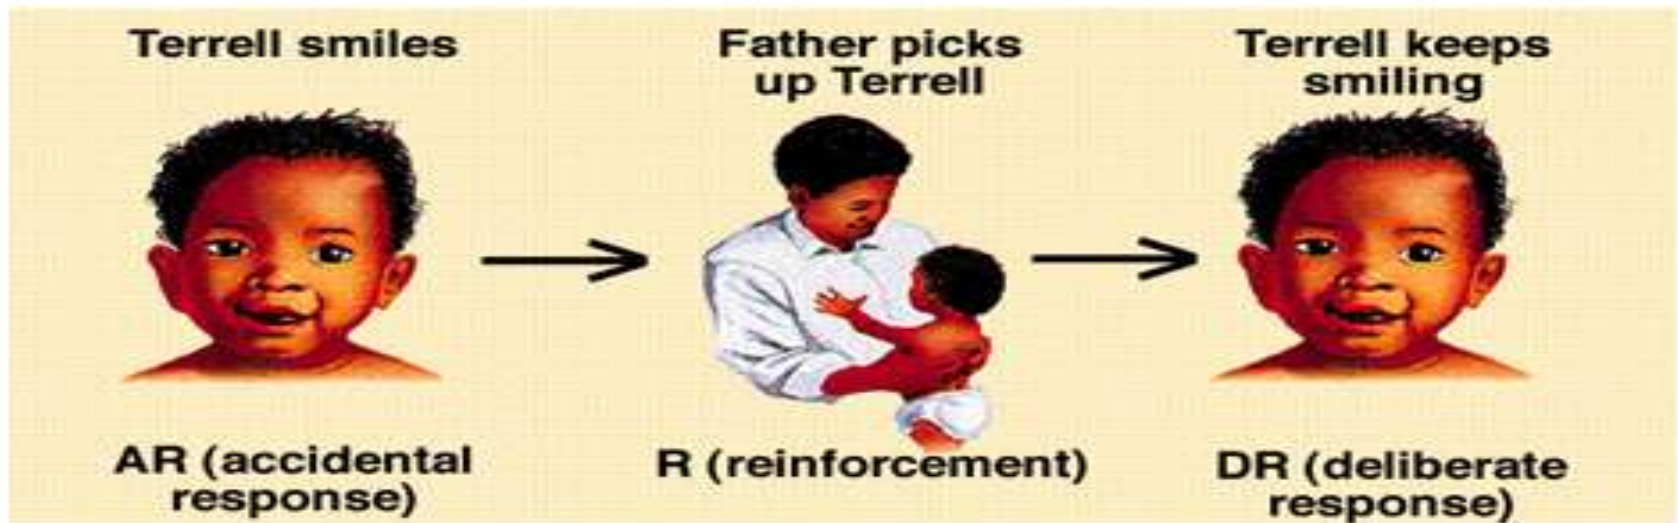 Terrell smiles
Father picks
up Terrell
Terrell keeps
smiling
AR (accidental
response)
R (reinforcement)
DR (deliberate
response)